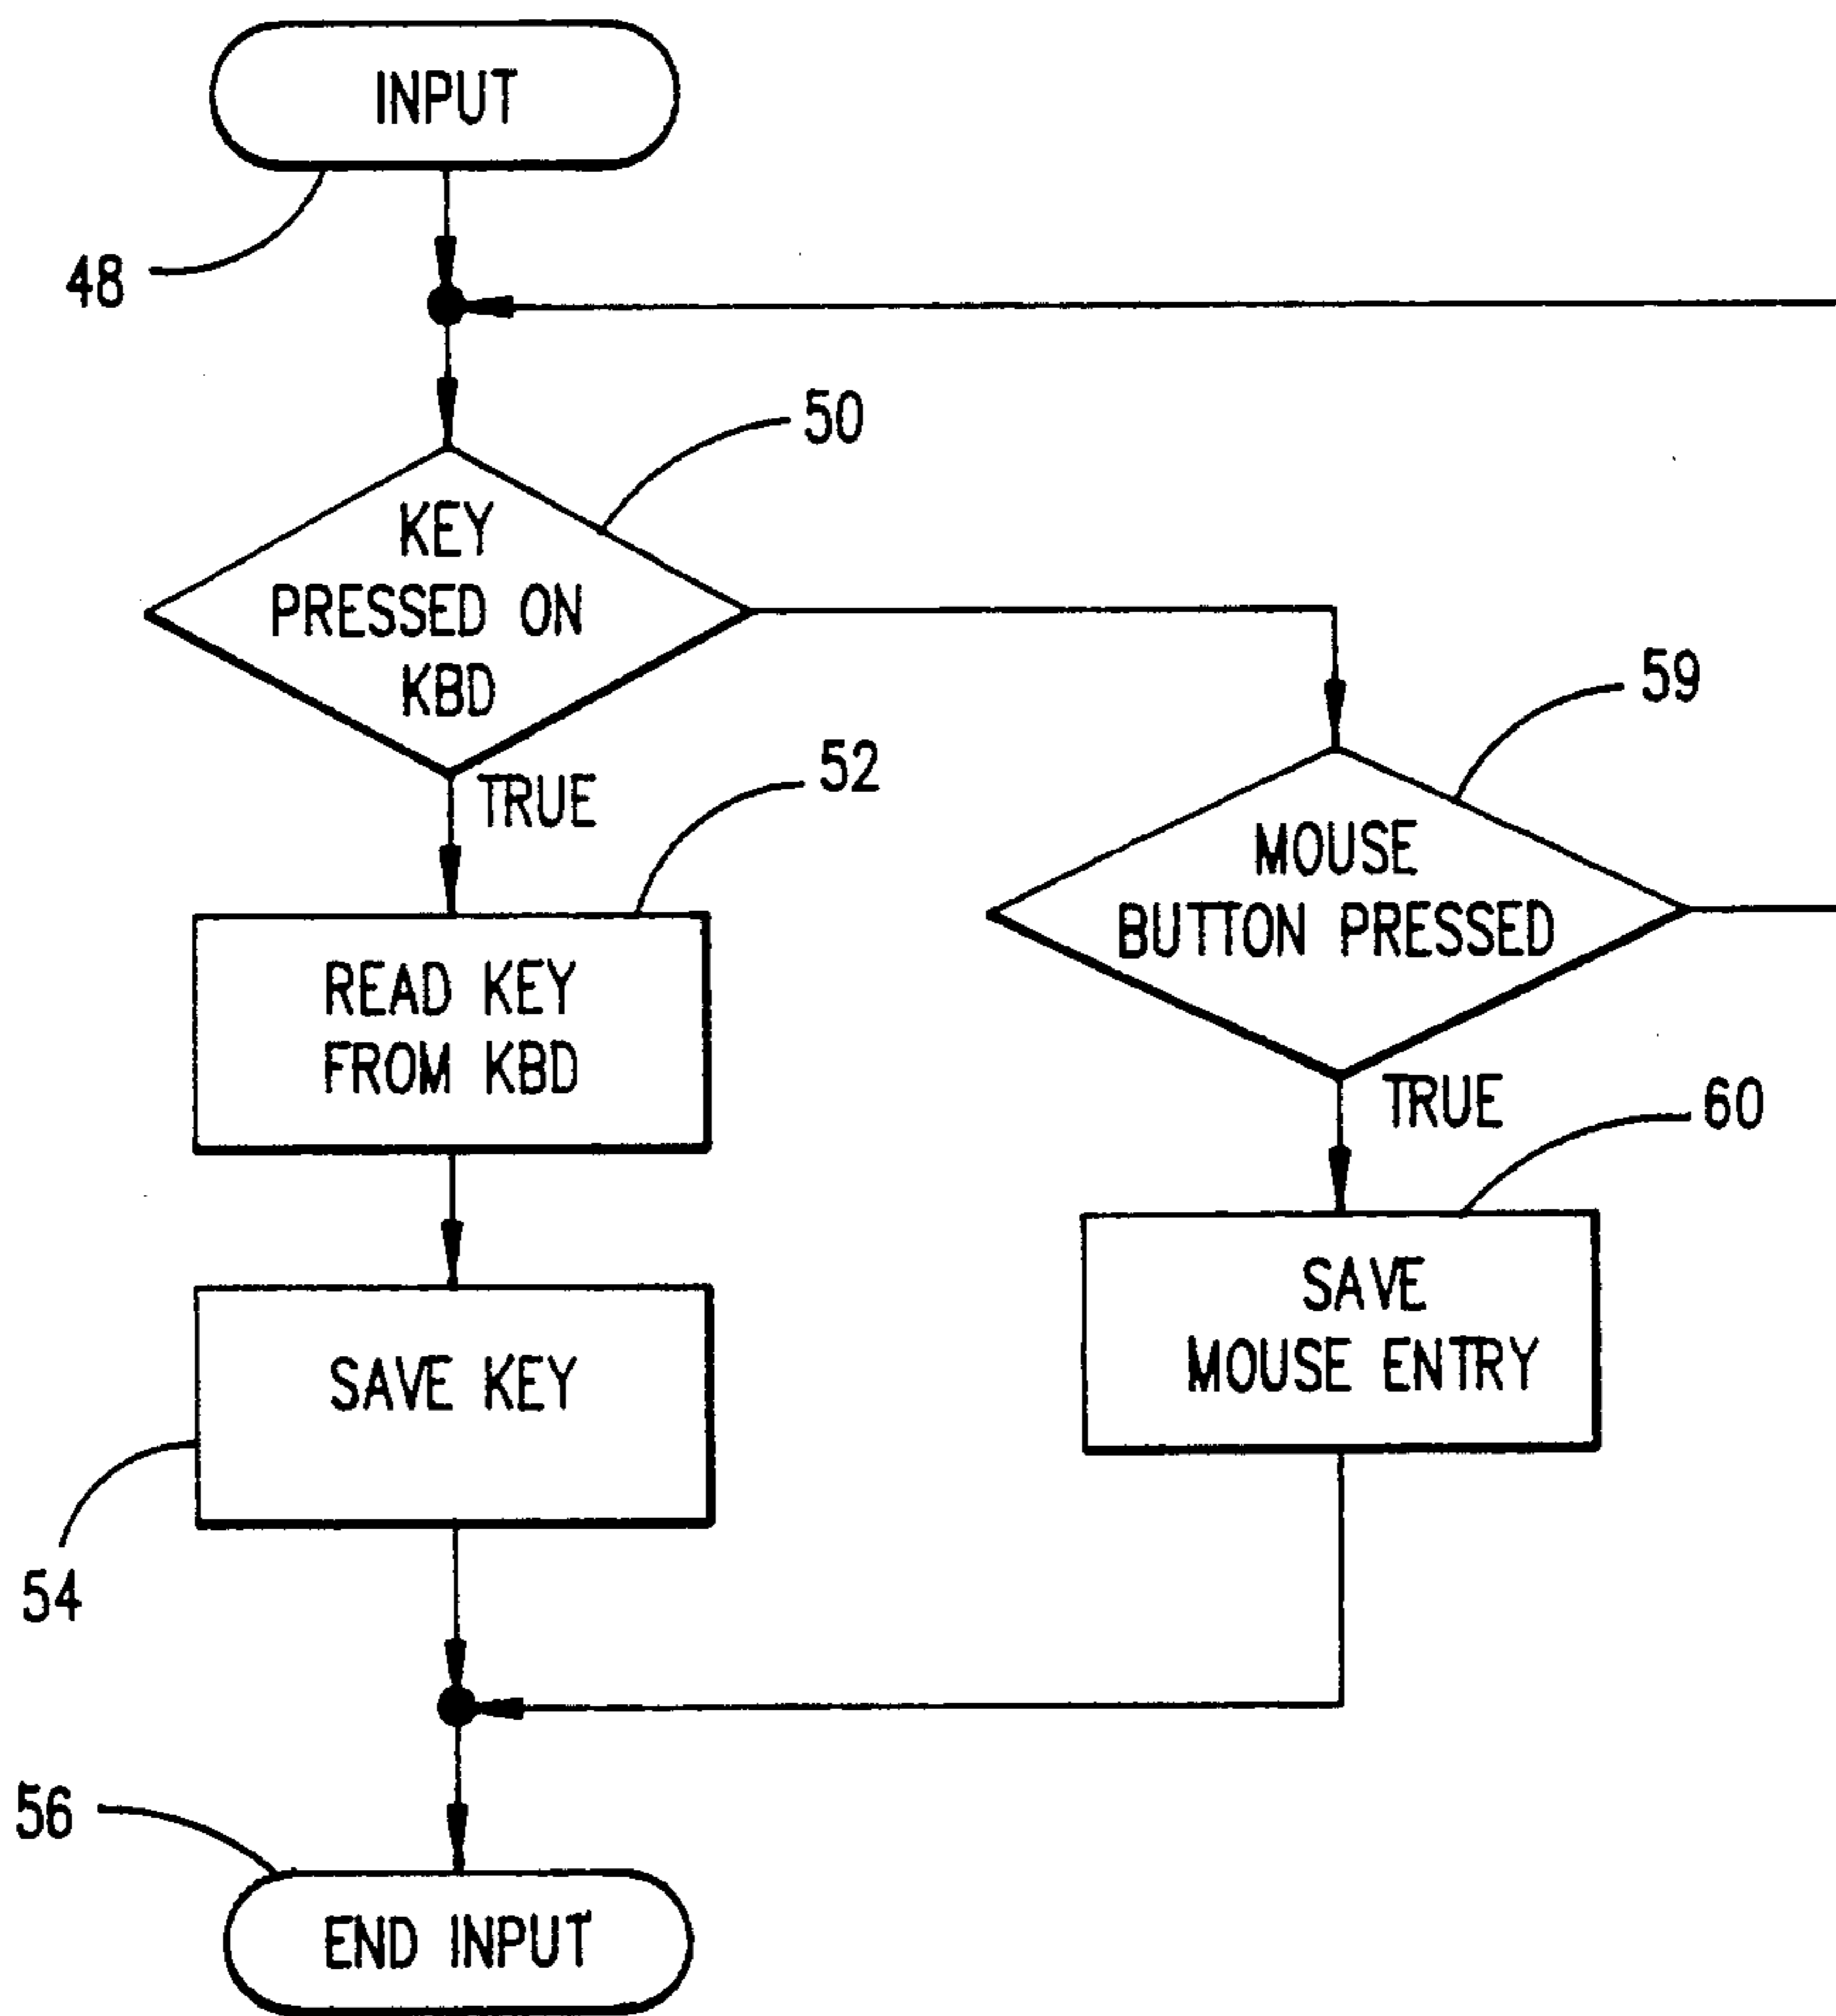 INPUT
48
50
KEY
PRESSED ON
KBD
TRUE
59
MOUSE
BUTTON PRESSED
TRUE
52
READ KEY
FROM KBD
60
SAVE
MOUSE ENTRY
SAVE KEY
54
56
END INPUT